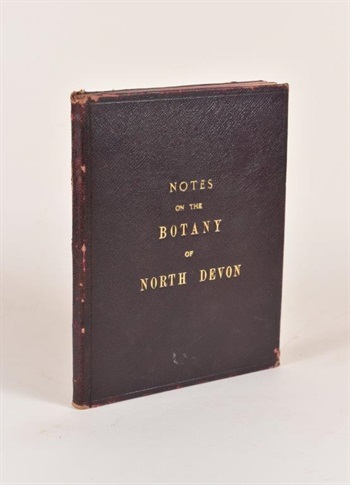 NOTES
ON THE
BOTANY
OF
NORTH DEVON